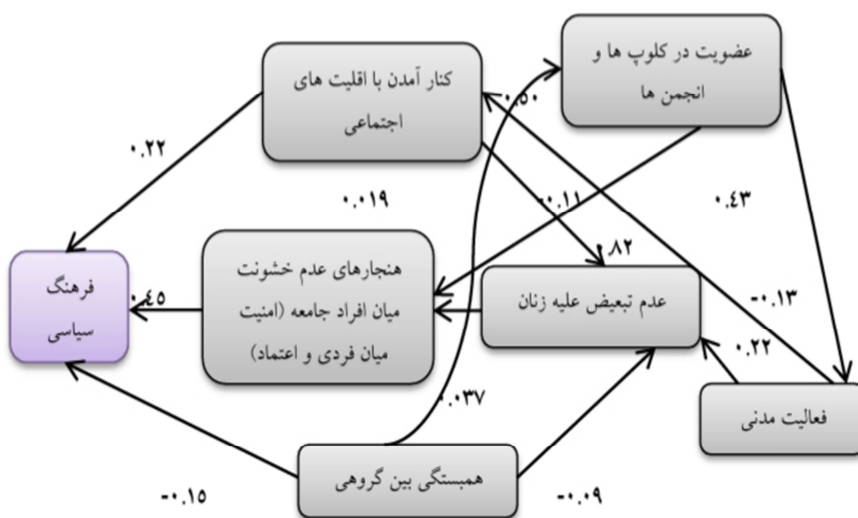 عضویت در کلوپ ها و
انجمن ها
کنار آمدن با اقلیت های
اجتماعی
۰.۵۰
۰.۲۲
۰.۰۱۹
۰.۱۱
۰.۴۳
هنجارهای عدم خشونت
میان افراد جامعه (امنیت
میان فردی و اعتماد)
فرهنگ
سیاسی
۰.۴۵
.۸۲
عدم تبعیض علیه زنان
-۰.۱۳
۰.۲۲
۰.۰۳۷
فعالیت مدنی
همبستگی بین گروهی
-۰.۱۵
-۰.۰۹